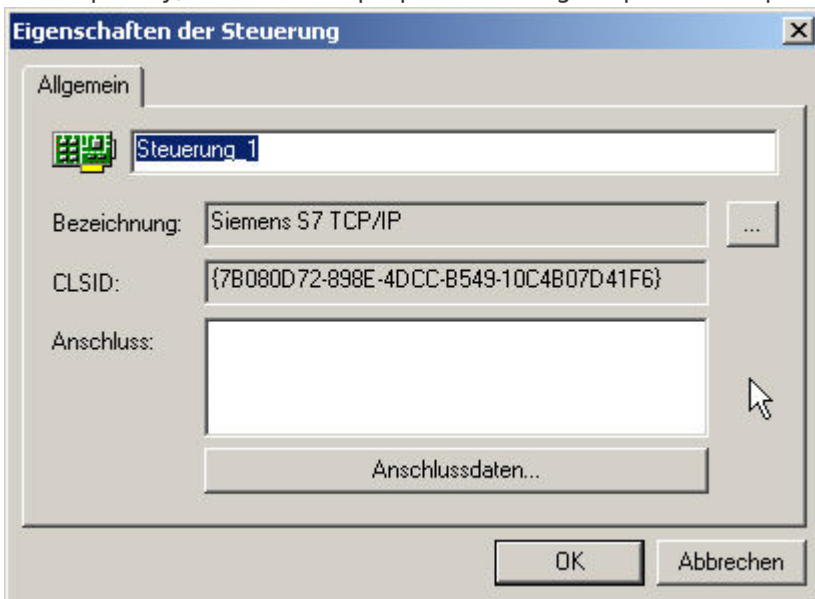 Eigenschaften der Steuerung
Allgemein
Steuerung_1
Bezeichnung: Siemens S7 TCP/IP ...
CLSID: {7B080D72-898E-4DCC-B549-10C4B07D41F6}
Anschluss:
Anschlussdaten...
OK Abbrechen